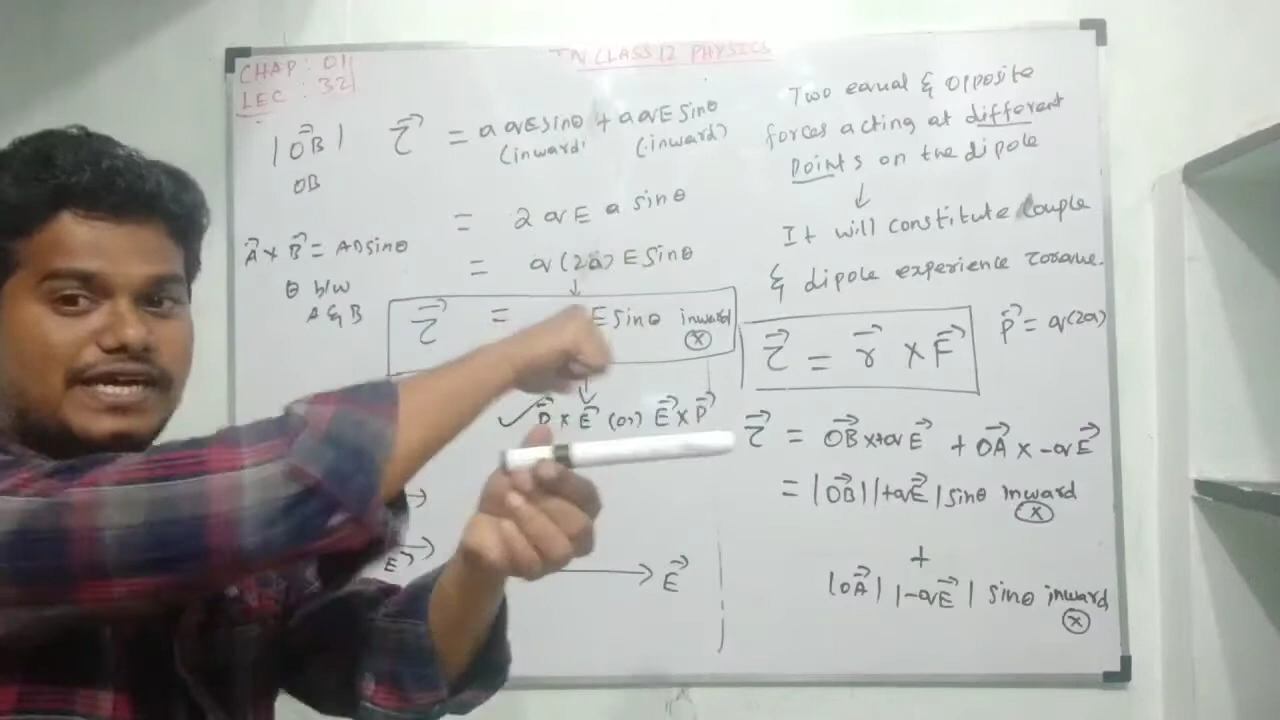 TN CLASS 12 PHYSICS
CHAP : 01
LEC : 32
|OB⃗| τ⃗ = a qE sinθ + a qE sinθ
(inward) (inward)
OB
= 2 qE a sinθ
A⃗ x B⃗ = ABsinθ
= q(2a) E sinθ
θ b/w
A & B
↓
τ⃗ = E sinθ inward
ⓧ
↓
✓ p⃗ x E⃗ (or) E⃗ x P⃗
→
E⃗
→ E⃗
Two equal & opposite
forces acting at different
points on the dipole
↓
It will constitute couple
& dipole experience torque.
τ⃗ = r⃗ x F⃗
P⃗ = q(2a)
τ⃗ = OB⃗ x +qE⃗ + OA⃗ x -qE⃗
= |OB⃗| |+qE⃗| sinθ inward
ⓧ
+
|OA⃗| |-qE⃗| sinθ inward
ⓧ